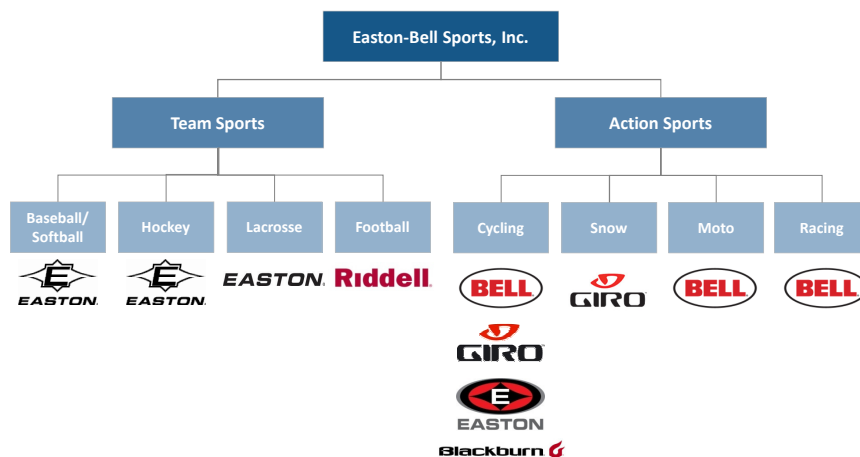 Easton-Bell Sports, Inc.
Team Sports
Action Sports
Baseball/
Softball
Hockey
Lacrosse
Football
Cycling
Snow
Moto
Racing
E
EASTON
E
EASTON
EASTON
Riddell
BELL
GIRO
BELL
BELL
GIRO
E
EASTON
Blackburn